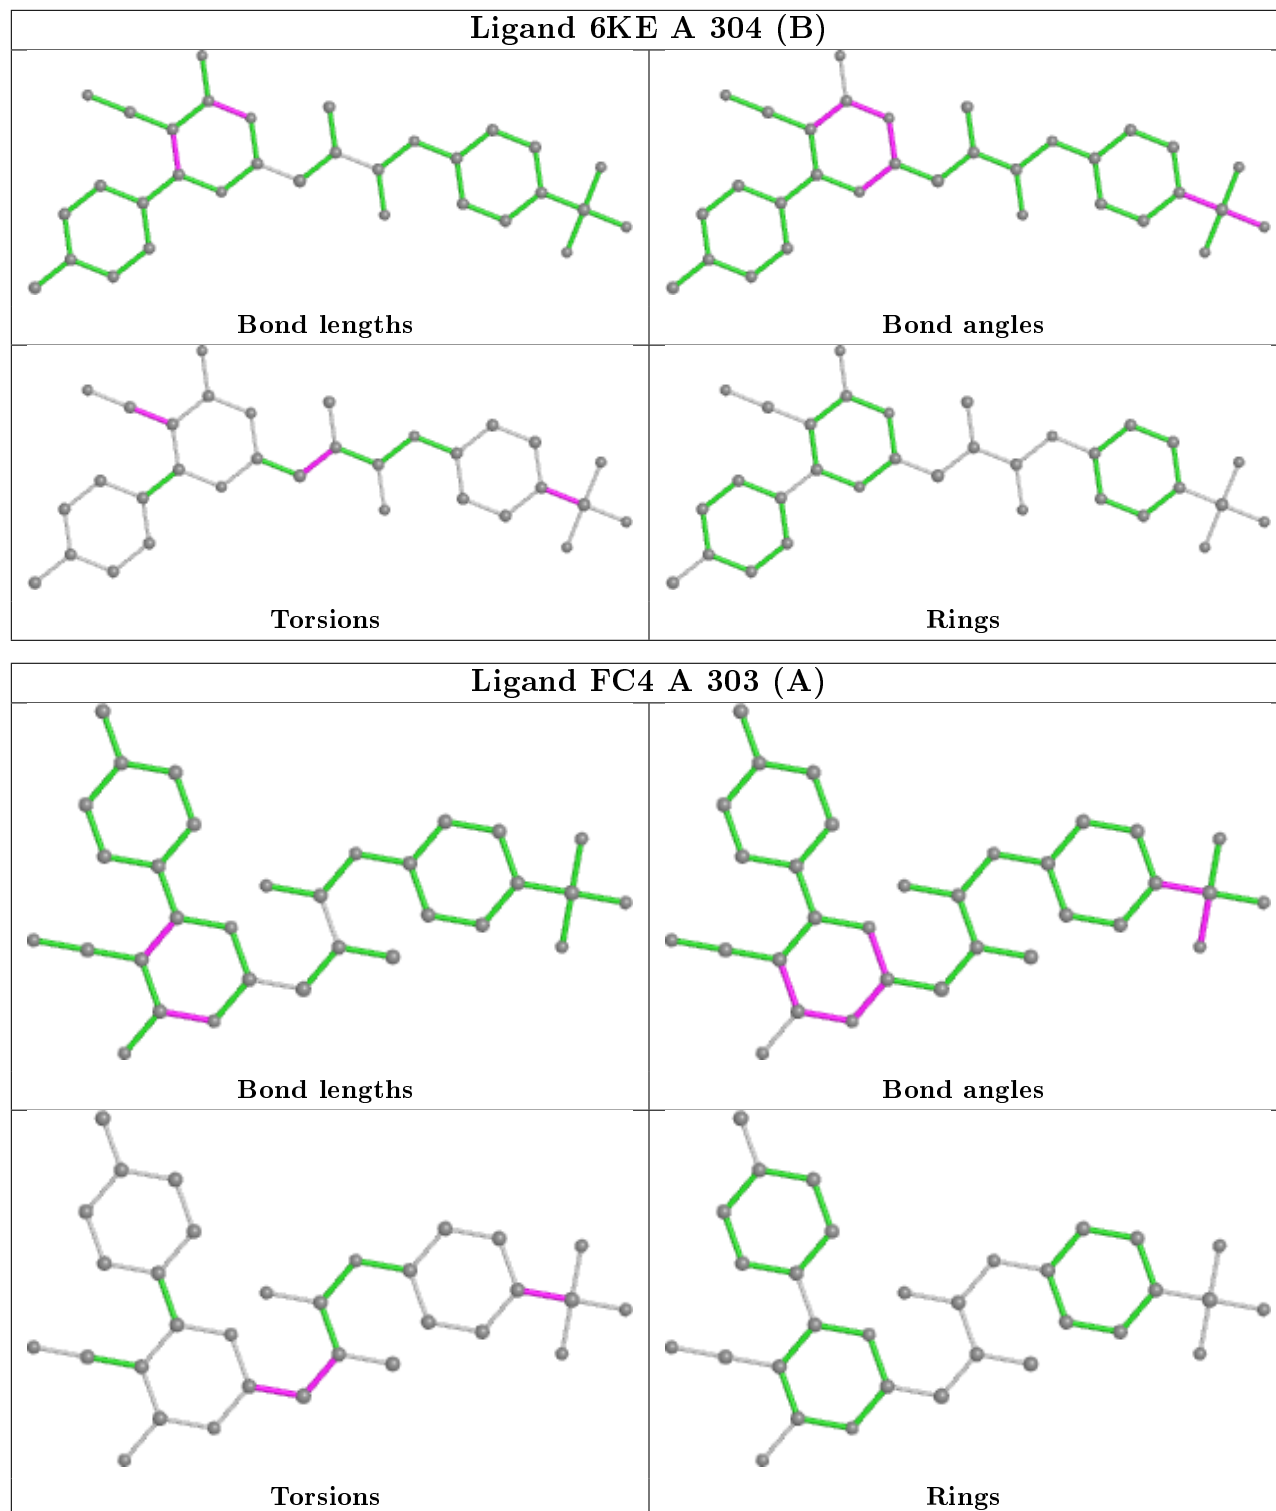 Ligand 6KE A 304 (B)
Bond lengths
Bond angles
Torsions
Rings
Ligand FC4 A 303 (A)
Bond lengths
Bond angles
Torsions
Rings